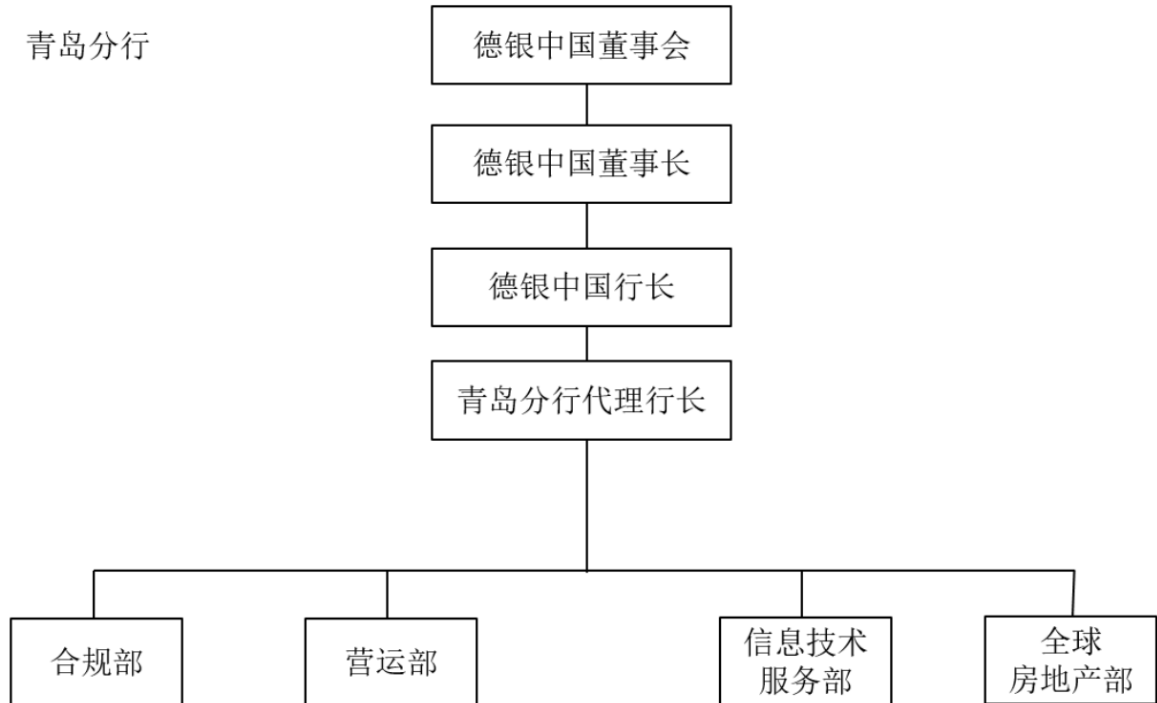 青岛分行
德银中国董事会
德银中国董事长
德银中国行长
青岛分行代理行长
合规部
营运部
信息技术
服务部
全球
房地产部